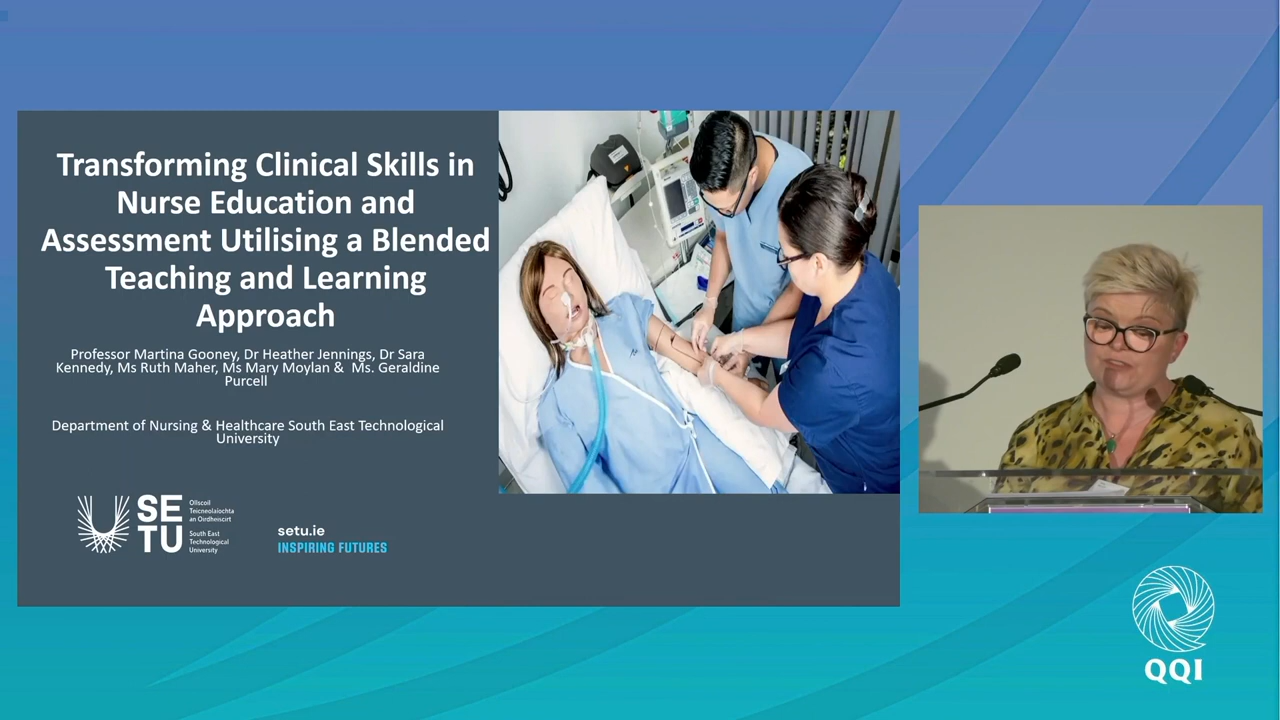 Transforming Clinical Skills in
Nurse Education and
Assessment Utilising a Blended
Teaching and Learning
Approach
Professor Martina Gooney, Dr Heather Jennings, Dr Sara
Kennedy, Ms Ruth Maher, Ms Mary Moylan & Ms. Geraldine
Purcell
Department of Nursing & Healthcare South East Technological
University
SE
TU
Ollscoil
Teicneolaíochta
an Oirdheiscirt
South East
Technological
University
setu.ie
INSPIRING FUTURES
QQI